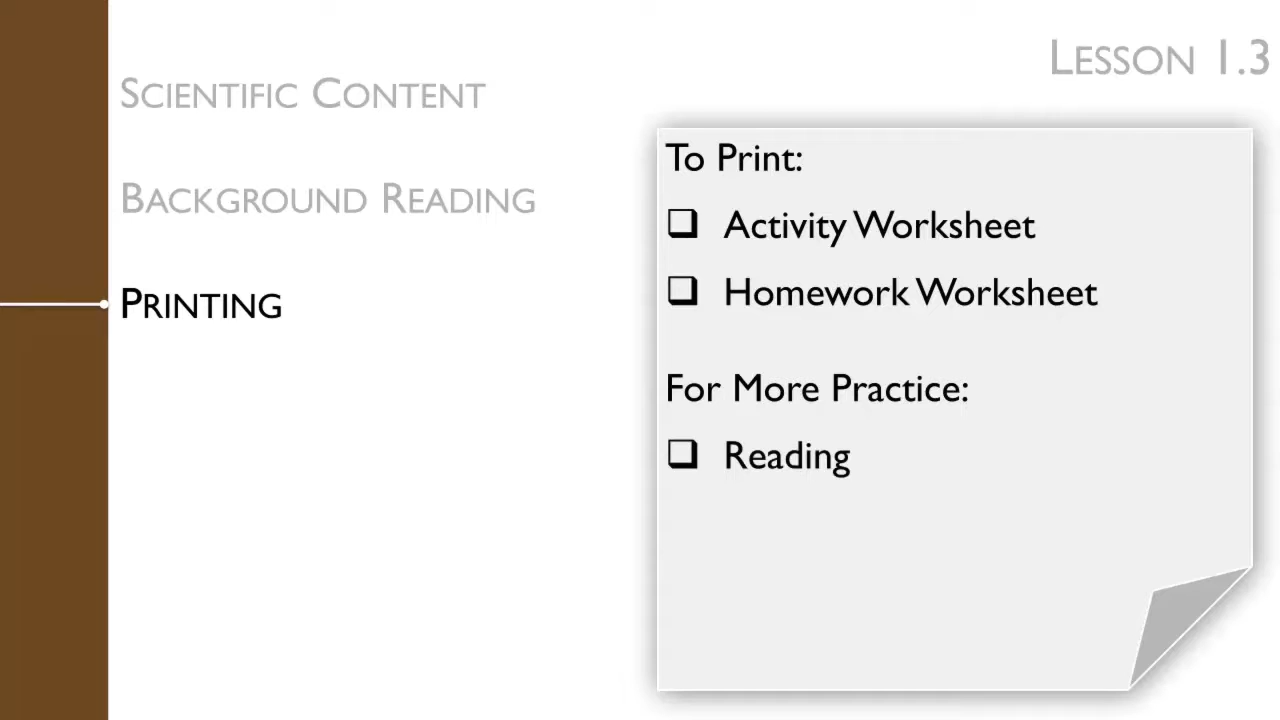 LESSON 1.3
SCIENTIFIC CONTENT
BACKGROUND READING
PRINTING
To Print:
Activity Worksheet
Homework Worksheet
For More Practice:
Reading